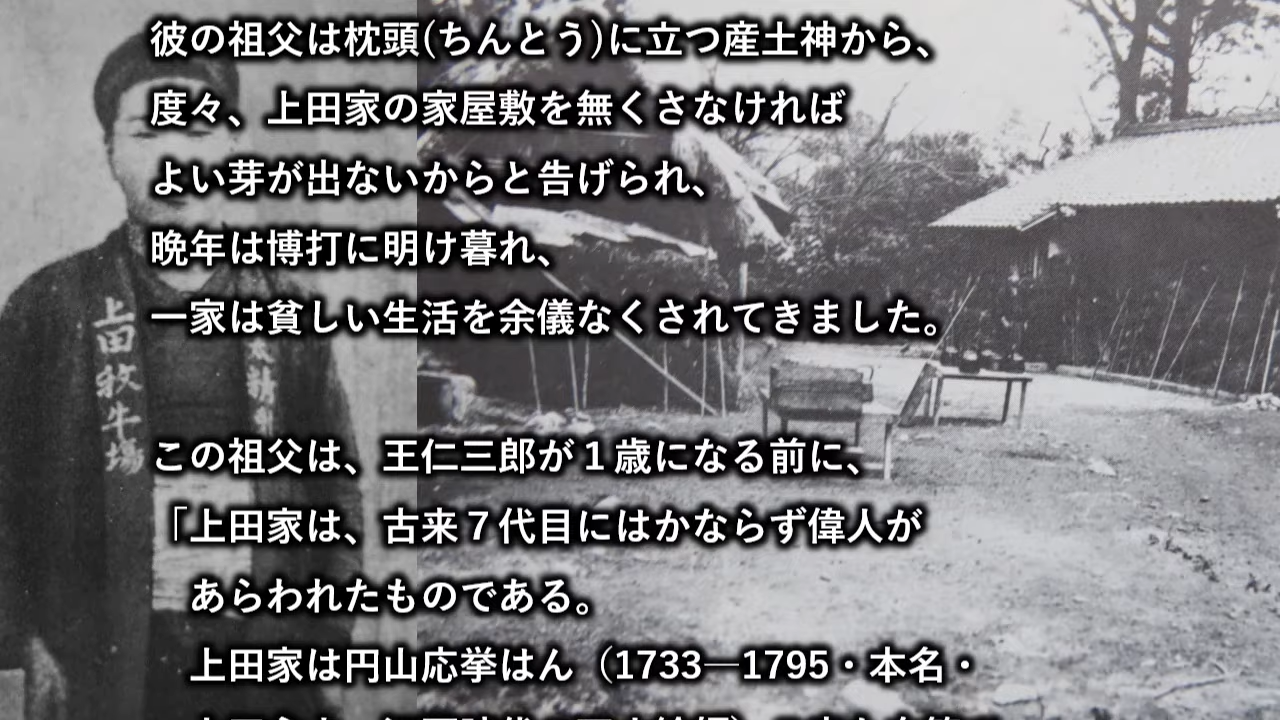 彼の祖父は枕頭(ちんとう)に立つ産土神から、
度々、上田家の家屋敷を無くさなければ
よい芽が出ないからと告げられ、
晩年は博打に明け暮れ、
一家は貧しい生活を余儀なくされてきました。
この祖父は、王仁三郎が１歳になる前に、
「上田家は、古来７代目にはかならず偉人が
あらわれたものである。
上田家は円山応挙はん（1733―1795・本名・
上田牧牛場